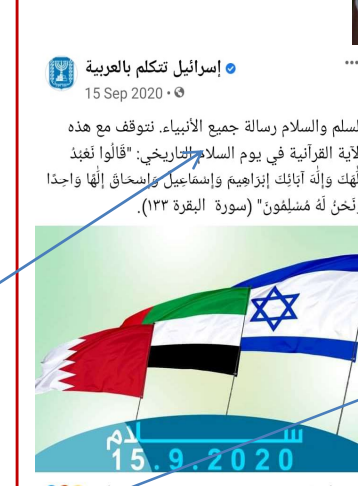 إسرائيل تتكلم بالعربية
15 Sep 2020 •
السلم والسلام رسالة جميع الأنبياء. نتوقف مع هذه
الآية القرآنية في يوم السلام التاريخي: "قَالُوا نَعْبُدُ
إِلَٰهَكَ وَإِلَٰهَ آبَائِكَ إِبْرَاهِيمَ وَإِسْمَاعِيلَ وَإِسْحَاقَ إِلَٰهًا وَاحِدًا
وَنَحْنُ لَهُ مُسْلِمُونَ" (سورة البقرة ١٣٣).
ســـلام
15.9.2020